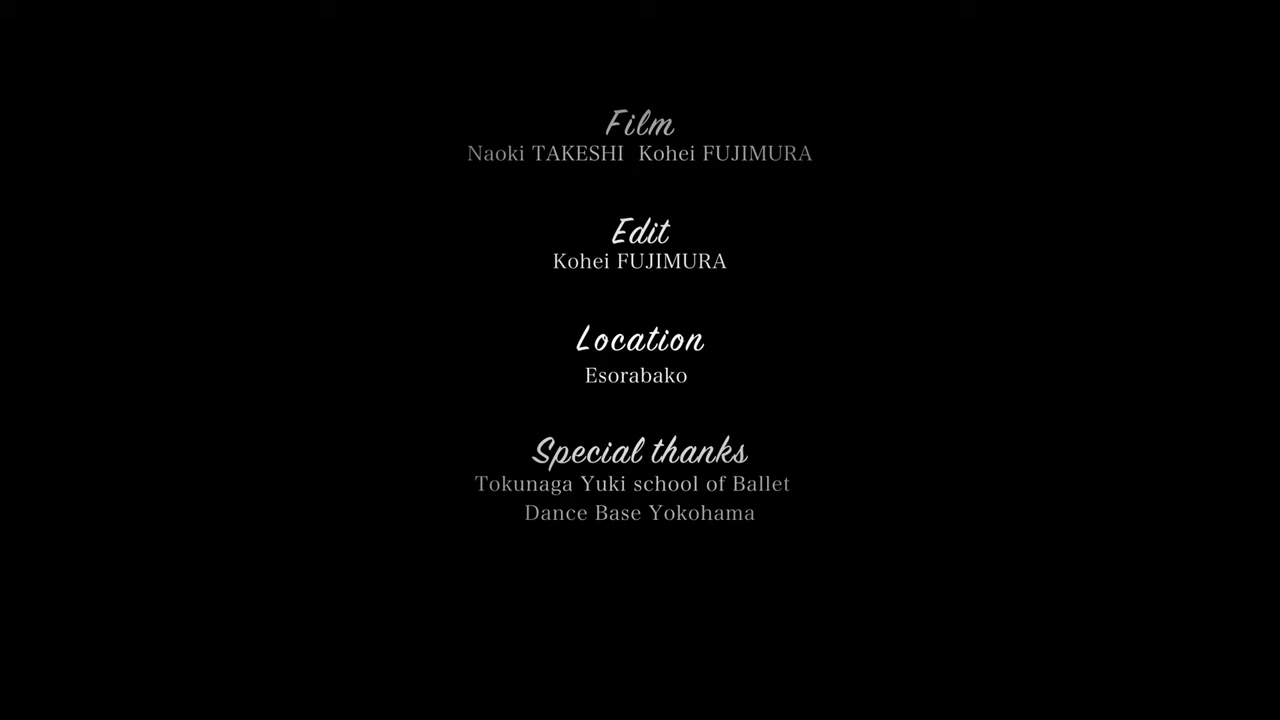 Film
Naoki TAKESHI Kohei FUJIMURA
Edit
Kohei FUJIMURA
Location
Esorabako
Special thanks
Tokunaga Yuki school of Ballet
Dance Base Yokohama